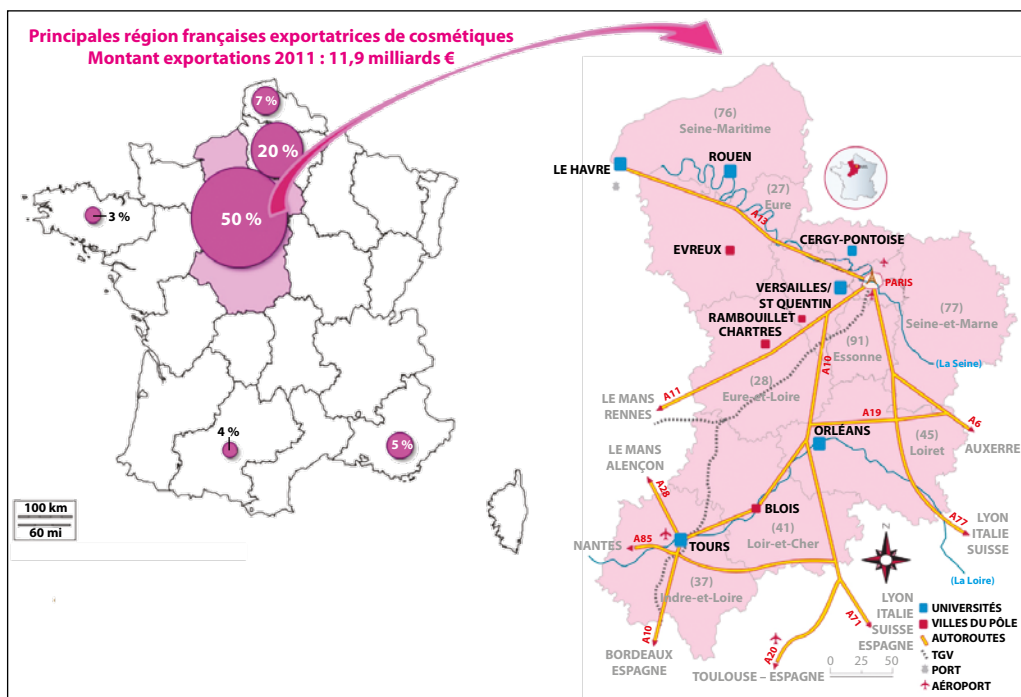 Principales région françaises exportatrices de cosmétiques
Montant exportations 2011 : 11,9 milliards €
7 %
20 %
50 %
3 %
4 %
5 %
100 km
60 mi
(76)
Seine-Maritime
LE HAVRE
ROUEN
(27)
Eure
A13
CERGY-PONTOISE
EVREUX
VERSAILLES/
ST QUENTIN
PARIS
RAMBOUILLET
CHARTRES
(77)
Seine-et-Marne
(91)
Essonne
(La Seine)
A10
(28)
Eure-et-Loire
A11
LE MANS
RENNES
A19
A6
ORLÉANS
(45)
Loiret
AUXERRE
LE MANS
ALENÇON
A28
BLOIS
A77
(41)
Loir-et-Cher
LYON
ITALIE
SUISSE
NANTES
A85
TOURS
N
(La Loire)
(37)
Indre-et-Loire
A10
BORDEAUX
ESPAGNE
A20
TOULOUSE – ESPAGNE
A71
LYON
ITALIE
SUISSE
ESPAGNE
0 25 50
UNIVERSITÉS
VILLES DU PÔLE
AUTOROUTES
TGV
PORT
AÉROPORT